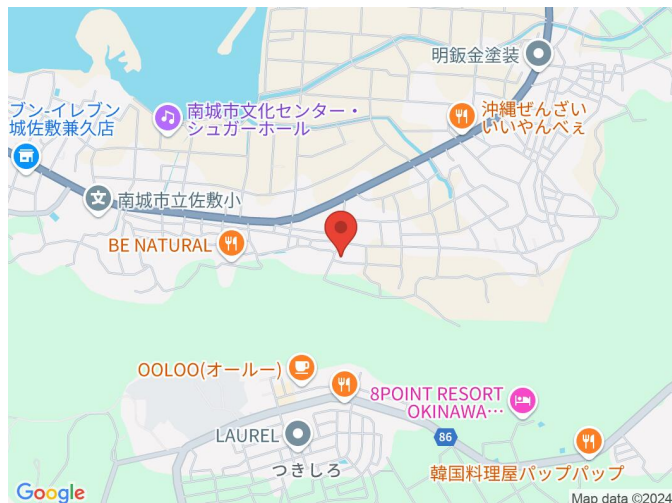 明鈑金塗装
南城市文化センター・
シュガーホール
沖縄ぜんざい
いいやんべぇ
ブン-イレブン
城佐敷兼久店
南城市立佐敷小
BE NATURAL
OOLOO(オールー)
8POINT RESORT
OKINAWA…
LAUREL
86
つきしろ
韓国料理屋パップパップ
Google
Map data ©2024